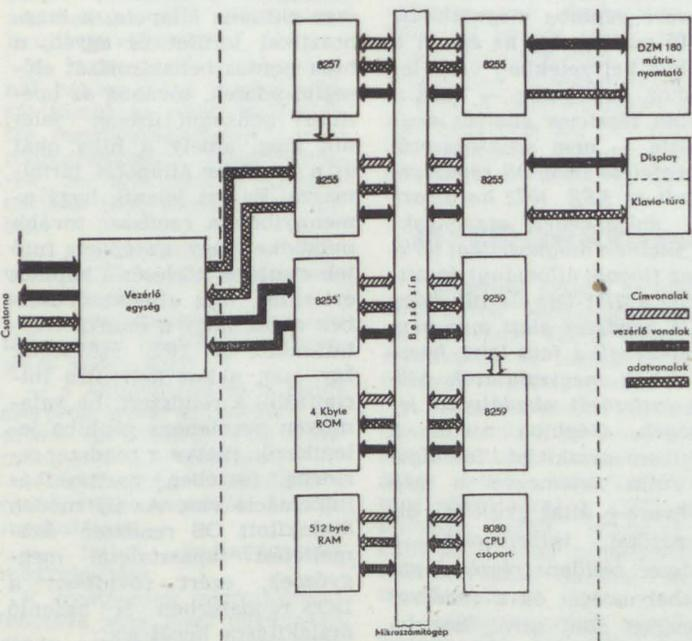 8257
8255
DZM 180
mátrix-
nyomtató
8255
8255
Display
Klavia-túra
Csatorna
Vezérlő
egység
8255
Belső sín
9259
Címvonalak
vezérlő vonalak
adatvonalak
4 Kbyte
ROM
8259
512 byte
RAM
8080
CPU
csoport
Mikroszámítógép